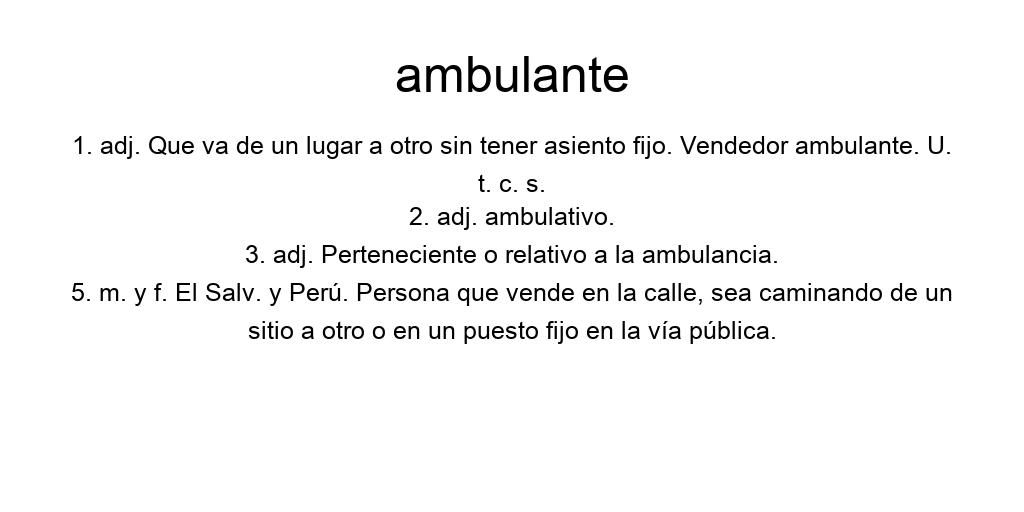 ambulante
1. adj. Que va de un lugar a otro sin tener asiento fijo. Vendedor ambulante. U.
t. c. s.
2. adj. ambulativo.
3. adj. Perteneciente o relativo a la ambulancia.
5. m. y f. El Salv. y Perú. Persona que vende en la calle, sea caminando de un
sitio a otro o en un puesto fijo en la vía pública.